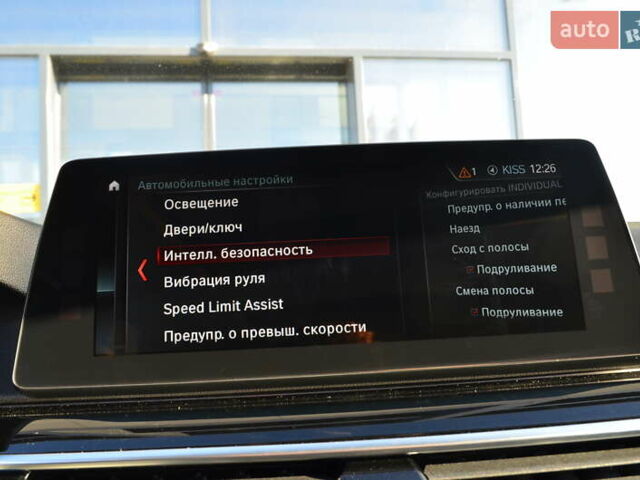 auto
R
1 KISS 12:26
Автомобильные настройки
Освещение
Двери/ключ
Интелл. безопасность
Вибрация руля
Speed Limit Assist
Предупр. о превыш. скорости
Конфигурировать INDIVIDUAL
Предупр. о наличии пе
Наезд
Сход с полосы
Подруливание
Смена полосы
Подруливание